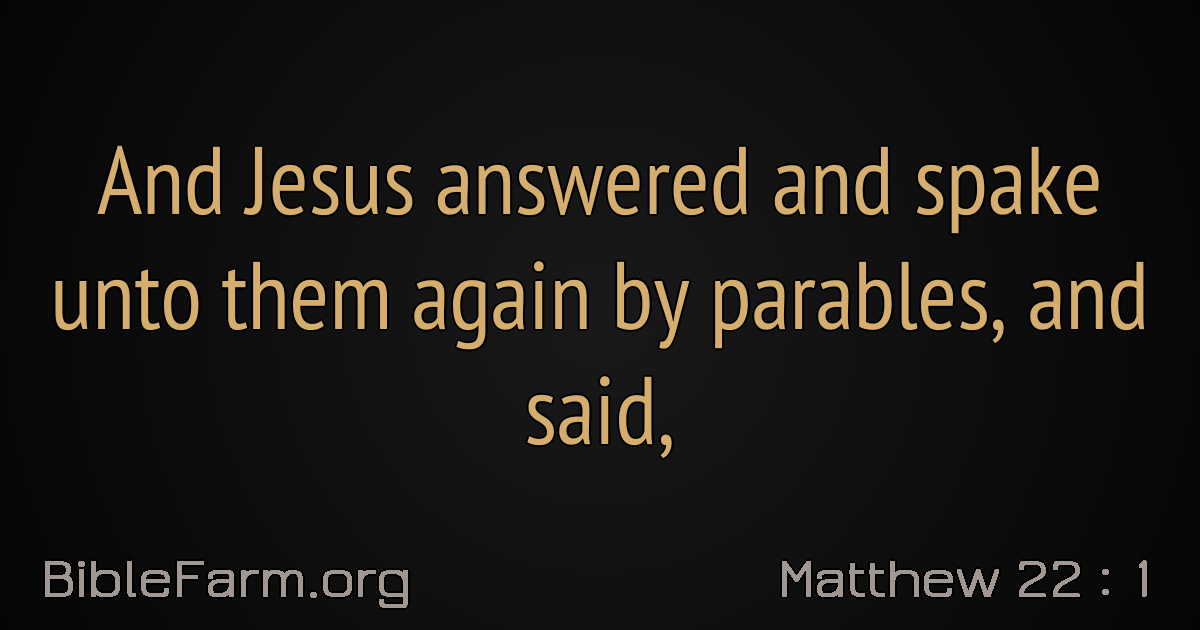 And Jesus answered and spake
unto them again by parables, and
said,
BibleFarm.org
Matthew 22 : 1